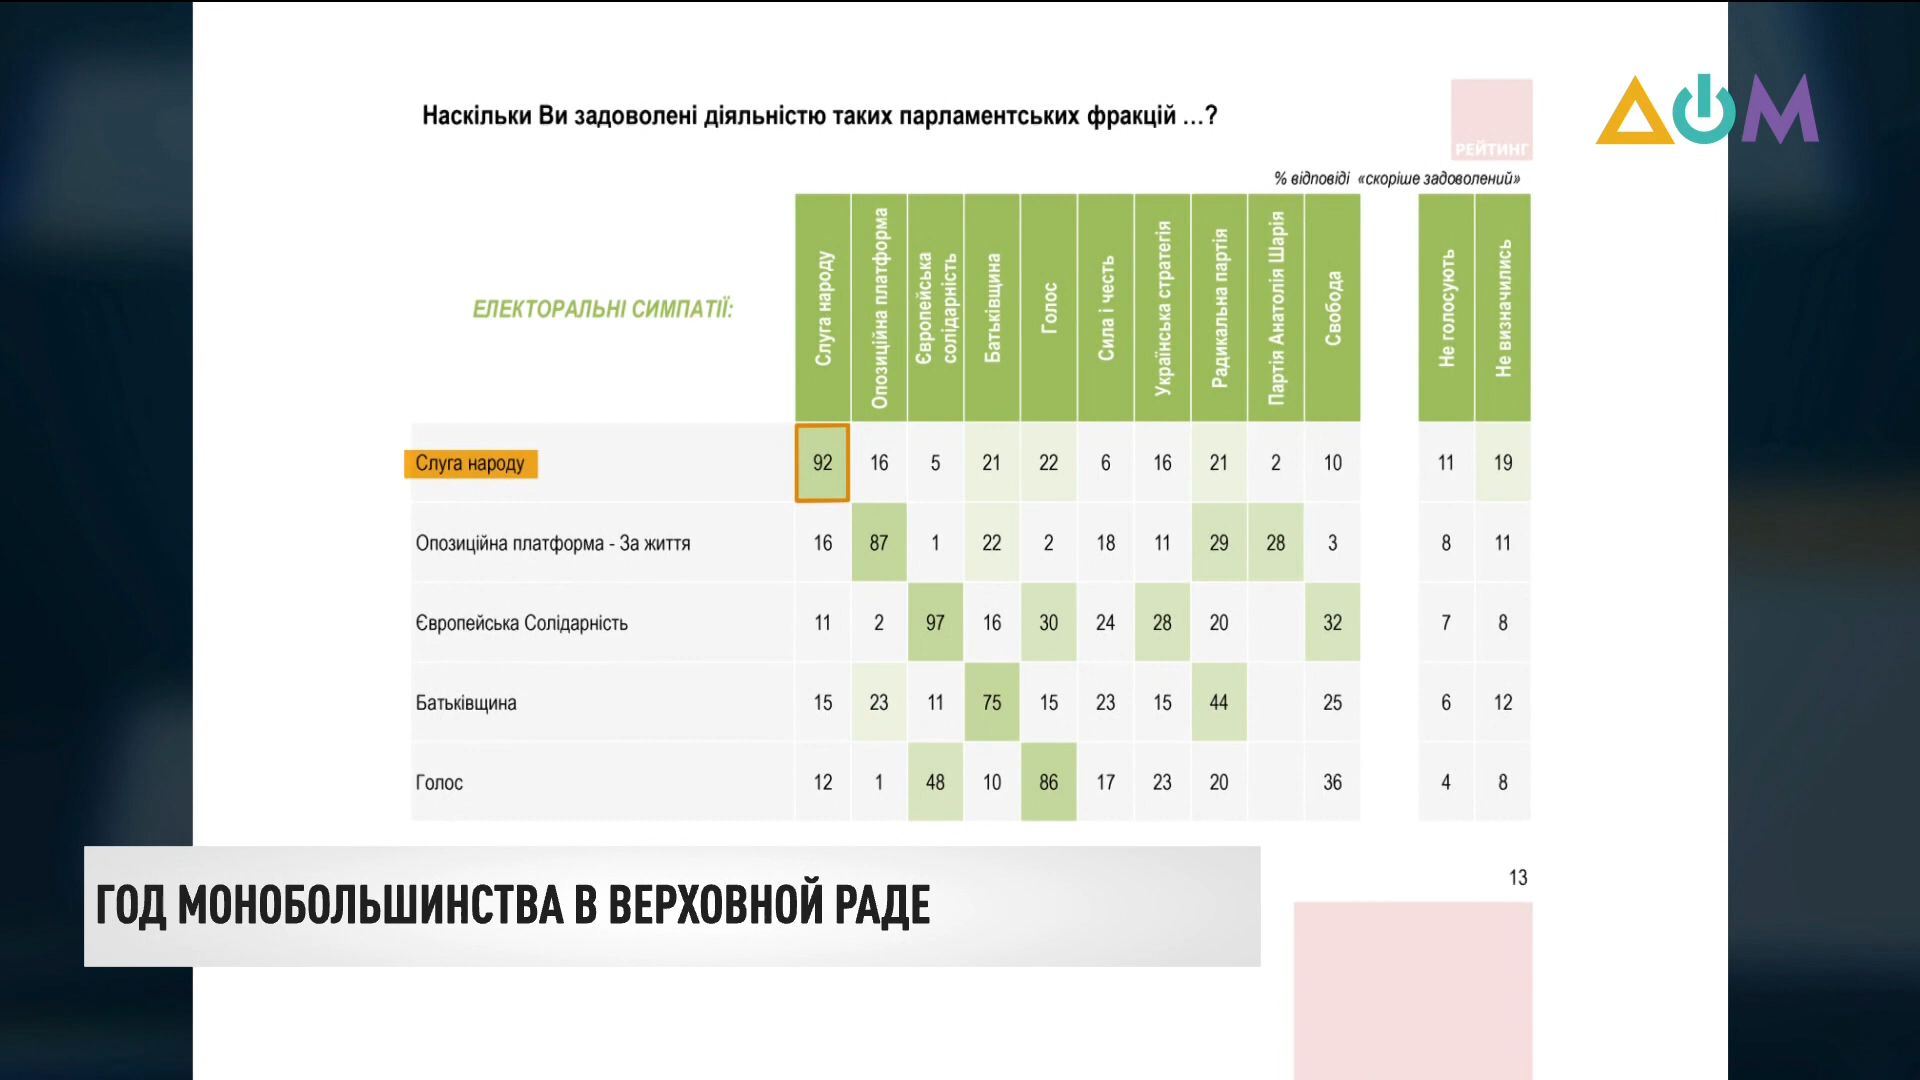 Наскільки Ви задоволені діяльністю таких парламентських фракцій ...?
РЕЙТИНГ
ДОМ
% відповіді «скоріше задоволений»
ЕЛЕКТОРАЛЬНІ СИМПАТІЇ:
Слуга народу
Опозиційна платформа
Європейська
солідарність
Батьківщина
Голос
Сила і честь
Українська стратегія
Радикальна партія
Партія Анатолія Шарія
Свобода
Не голосують
Не визначились
Слуга народу 92 16 5 21 22 6 16 21 2 10 11 19
Опозиційна платформа - За життя 16 87 1 22 2 18 11 29 28 3 8 11
Європейська Солідарність 11 2 97 16 30 24 28 20 32 7 8
Батьківщина 15 23 11 75 15 23 15 44 25 6 12
Голос 12 1 48 10 86 17 23 20 36 4 8
13
ГОД МОНОБОЛЬШИНСТВА В ВЕРХОВНОЙ РАДЕ